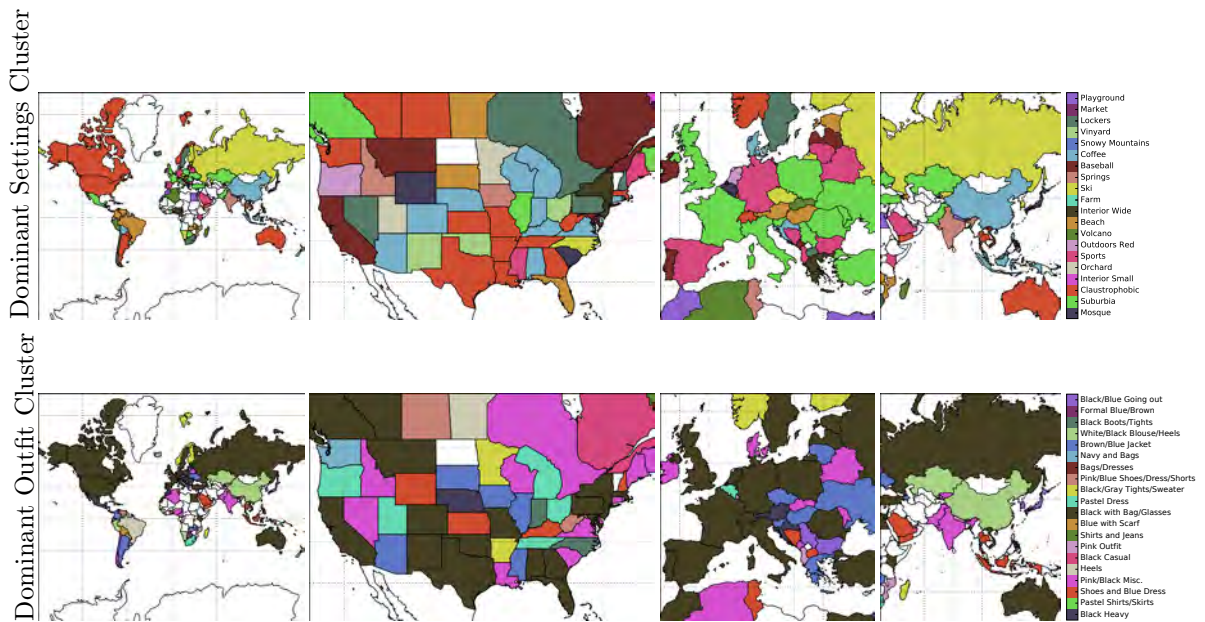 Dominant Settings Cluster
Playground
Market
Lockers
Vinyard
Snowy Mountains
Coffee
Baseball
Springs
Ski
Farm
Interior Wide
Beach
Volcano
Outdoors Red
Sports
Orchard
Interior Small
Claustrophobic
Suburbia
Mosque
Dominant Outfit Cluster
Black/Blue Going out
Formal Blue/Brown
Black Boots/Tights
White/Black Blouse/Heels
Brown/Blue Jacket
Navy and Bags
Bags/Dresses
Pink/Blue Shoes/Dress/Shorts
Black/Gray Tights/Sweater
Pastel Dress
Black with Bag/Glasses
Blue with Scarf
Shirts and Jeans
Pink Outfit
Black Casual
Heels
Pink/Black Misc.
Shoes and Blue Dress
Pastel Shirts/Skirts
Black Heavy